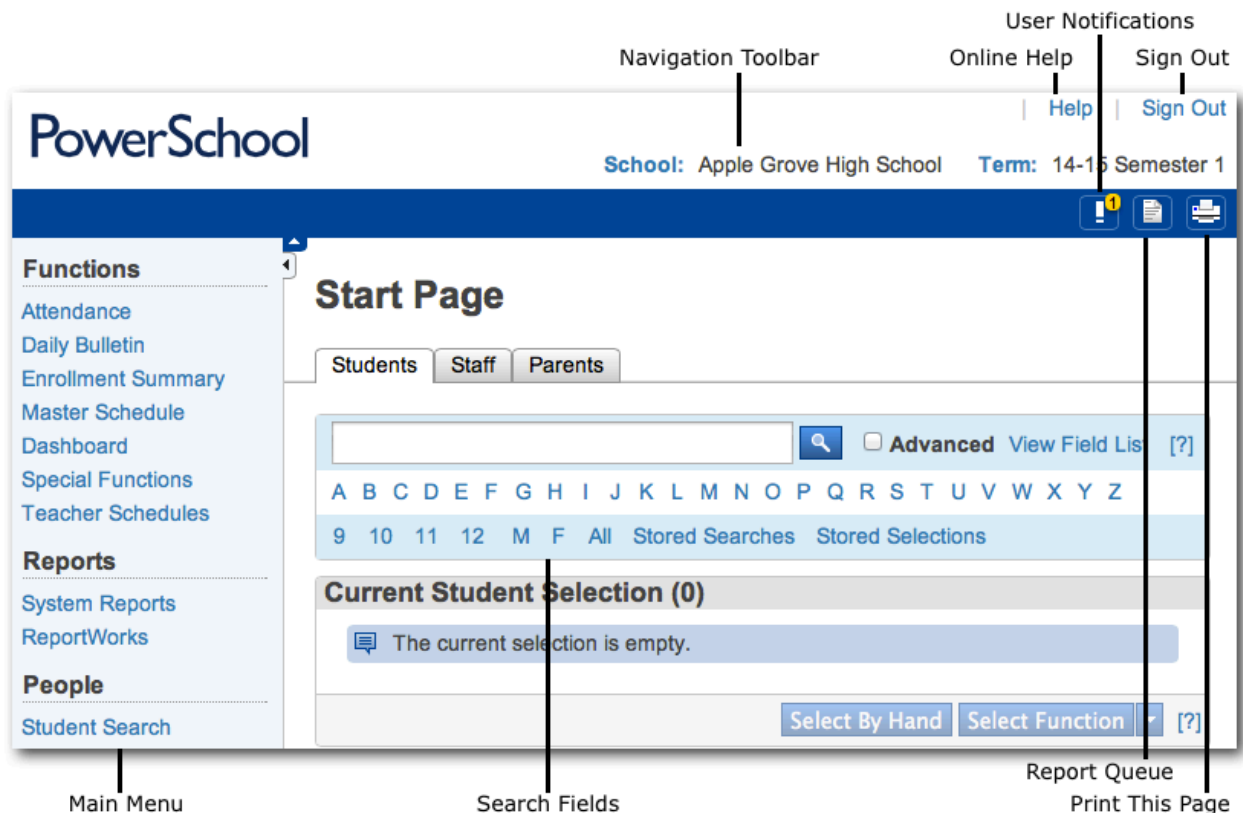 User Notifications
Navigation Toolbar Online Help Sign Out
PowerSchool
| Help | Sign Out
School: Apple Grove High School Term: 14-15 Semester 1
! 1
Functions
Attendance
Daily Bulletin
Enrollment Summary
Master Schedule
Dashboard
Special Functions
Teacher Schedules
Reports
System Reports
ReportWorks
People
Student Search
Start Page
Students Staff Parents
Advanced View Field List [?]
A B C D E F G H I J K L M N O P Q R S T U V W X Y Z
9 10 11 12 M F All Stored Searches Stored Selections
Current Student Selection (0)
The current selection is empty.
Select By Hand Select Function [?]
Report Queue
Main Menu Search Fields Print This Page